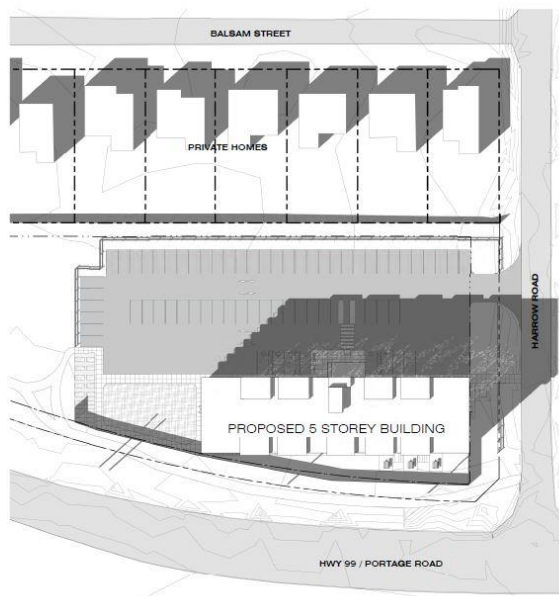 BALSAM STREET
PRIVATE HOMES
HARROW ROAD
PROPOSED 5 STOREY BUILDING
HWY 99 / PORTAGE ROAD